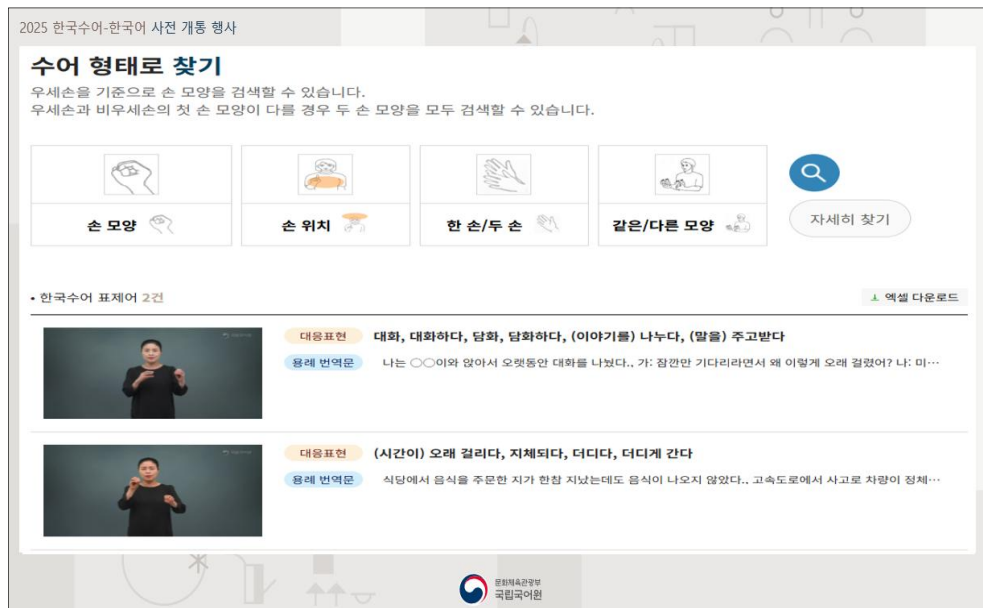 2025 한국수어-한국어 사전 개통 행사
수어 형태로 찾기
우세손을 기준으로 손 모양을 검색할 수 있습니다.
우세손과 비우세손의 첫 손 모양이 다를 경우 두 손 모양을 모두 검색할 수 있습니다.
손 모양
손 위치
한 손/두 손
같은/다른 모양
자세히 찾기
• 한국수어 표제어 2건
엑셀 다운로드
대응표현 대화, 대화하다, 담화, 담화하다, (이야기를) 나누다, (말을) 주고받다
용례 번역문 나는 ○○이와 앉아서 오랫동안 대화를 나눴다., 가: 잠깐만 기다리라면서 왜 이렇게 오래 걸렸어? 나: 미…
대응표현 (시간이) 오래 걸리다, 지체되다, 더디다, 더디게 간다
용례 번역문 식당에서 음식을 주문한 지가 한참 지났는데도 음식이 나오지 않았다., 고속도로에서 사고로 차량이 정체…
문화체육관광부
국립국어원